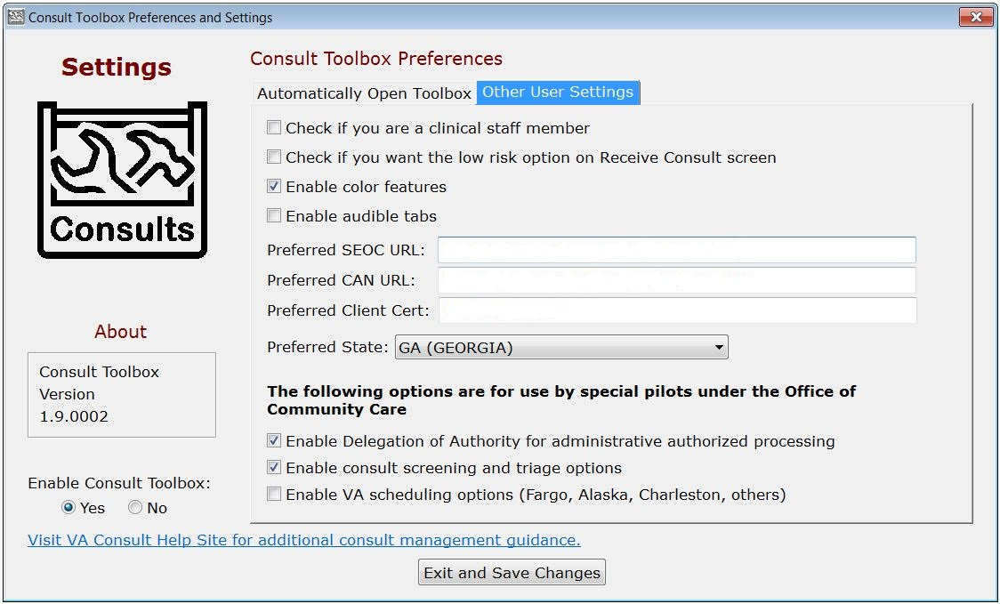 Consult Toolbox Preferences and Settings
Settings
Consults
About
Consult Toolbox
Version
1.9.0002
Enable Consult Toolbox:
Yes No
Consult Toolbox Preferences
Automatically Open Toolbox Other User Settings
Check if you are a clinical staff member
Check if you want the low risk option on Receive Consult screen
Enable color features
Enable audible tabs
Preferred SEOC URL:
Preferred CAN URL:
Preferred Client Cert:
Preferred State: GA (GEORGIA)
The following options are for use by special pilots under the Office of
Community Care
Enable Delegation of Authority for administrative authorized processing
Enable consult screening and triage options
Enable VA scheduling options (Fargo, Alaska, Charleston, others)
Visit VA Consult Help Site for additional consult management guidance.
Exit and Save Changes